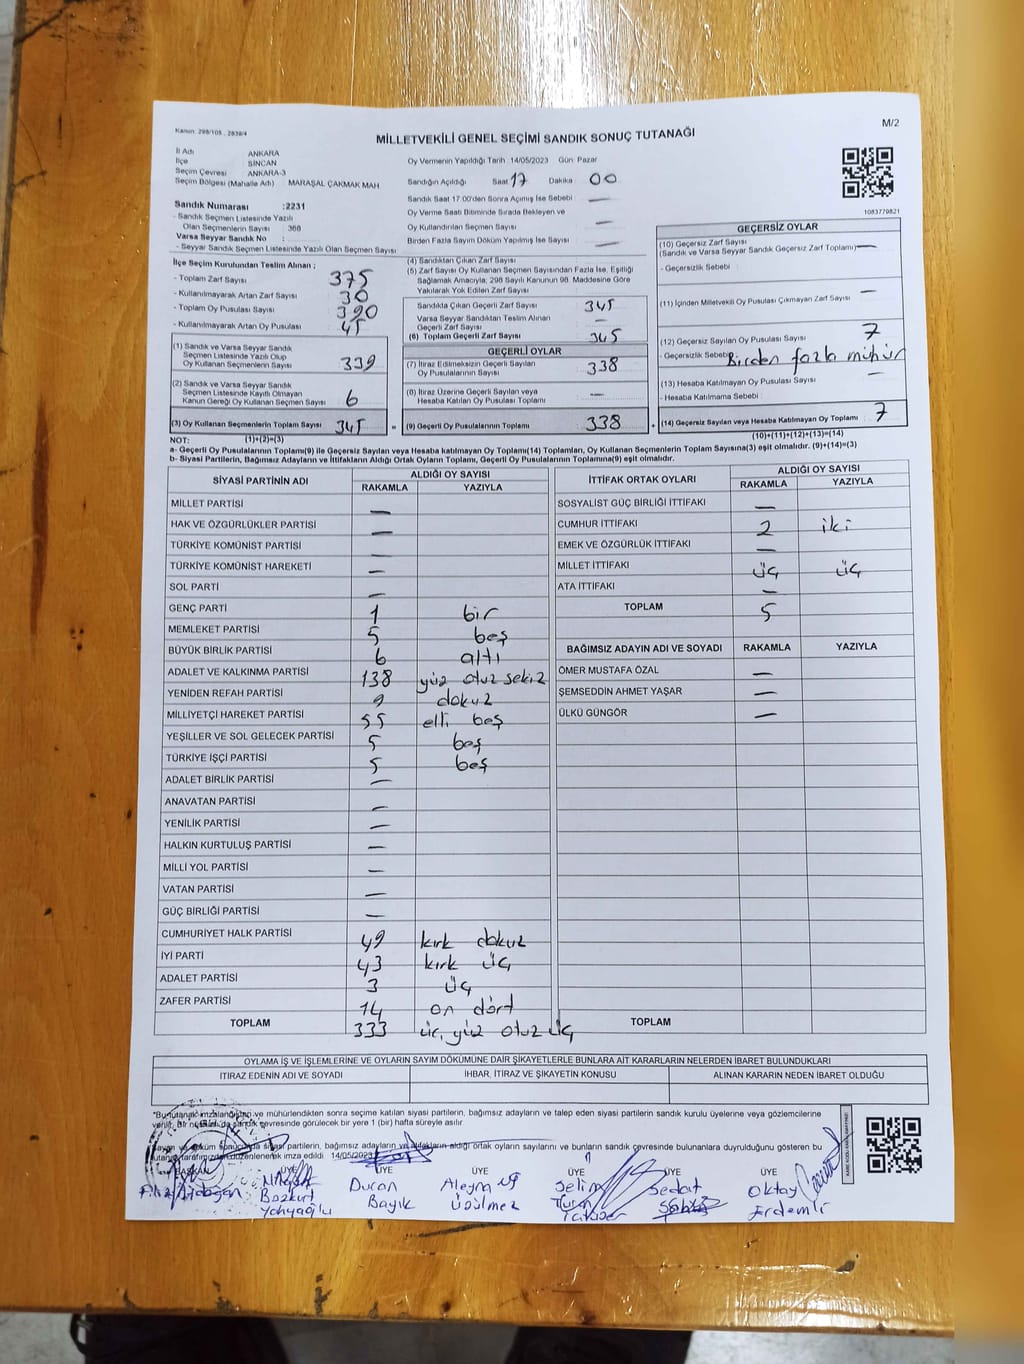 Kanun: 298/105 , 2839/4
M/2
MİLLETVEKİLİ GENEL SEÇİMİ SANDIK SONUÇ TUTANAĞI
İl Adı ANKARA
İlçe SİNCAN
Seçim Çevresi ANKARA-3
Seçim Bölgesi (Mahalle Adı) MARAŞAL ÇAKMAK MAH
Oy Vermenin Yapıldığı Tarih 14/05/2023 Gün Pazar
Sandığın Açıldığı Saat 17 Dakika 00
Sandık Saat 17:00'den Sonra Açımış İse Sebebi —
Oy Verme Saati Bitiminde Sırada Bekleyen ve
Oy Kullandırılan Seçmen Sayısı —
Birden Fazla Sayım Döküm Yapılmış İse Sayısı —
1083779821
Sandık Numarası :2231
- Sandık Seçmen Listesinde Yazılı
Olan Seçmenlerin Sayısı : 360
Varsa Seyyar Sandık No :
- Seyyar Sandık Seçmen Listesinde Yazılı Olan Seçmen Sayısı
İlçe Seçim Kurulundan Teslim Alınan ;
- Toplam Zarf Sayısı 375
- Kullanılmayarak Artan Zarf Sayısı 30
- Toplam Oy Pusulası Sayısı 390
- Kullanılmayarak Artan Oy Pusulası 45
(1) Sandık ve Varsa Seyyar Sandık
Seçmen Listesinde Yazılı Olup
Oy Kullanan Seçmenlerin Sayısı 339
(2) Sandık ve Varsa Seyyar Sandık
Seçmen Listesinde Kayıtlı Olmayan
Kanun Gereği Oy Kullanan Seçmen Sayısı 6
(3) Oy Kullanan Seçmenlerin Toplam Sayısı 345
(4) Sandıktan Çıkan Zarf Sayısı
(5) Zarf Sayısı Oy Kullanan Seçmen Sayısından Fazla İse, Eşitliği
Sağlamak Amacıyla; 298 Sayılı Kanunun 98. Maddesine Göre
Yakılarak Yok Edilen Zarf Sayısı
Sandıkta Çıkan Geçerli Zarf Sayısı 345
Varsa Seyyar Sandıktan Teslim Alınan
Geçerli Zarf Sayısı —
(6) Toplam Geçerli Zarf Sayısı 345
GEÇERLİ OYLAR
(7) İtiraz Edilmeksizin Geçerli Sayılan
Oy Pusulalarının Sayısı 338
(8) İtiraz Üzerine Geçerli Sayılan veya
Hesaba Katılan Oy Pusulası Toplamı —
= (9) Geçerli Oy Pusulalarının Toplamı 338
GEÇERSİZ OYLAR
(10) Geçersiz Zarf Sayısı
(Sandık ve Varsa Seyyar Sandık Geçersiz Zarf Toplamı) —
- Geçersizlik Sebebi :
(11) İçinden Milletvekili Oy Pusulası Çıkmayan Zarf Sayısı —
(12) Geçersiz Sayılan Oy Pusulası Sayısı 7
- Geçersizlik Sebebi Birden fazla mühür
(13) Hesaba Katılmayan Oy Pusulası Sayısı —
- Hesaba Katılmama Sebebi :
+ (14) Geçersiz Sayılan veya Hesaba Katılmayan Oy Toplamı 7
NOT: (1)+(2)=(3)
(10)+(11)+(12)+(13)=(14)
a- Geçerli Oy Pusulaları Toplamı(9) ile Geçersiz Sayılan veya Hesaba katılmayan Oy Toplamı(14) Toplamları, Oy Kullanan Seçmenlerin Toplam Sayısına(3) eşit olmalıdır. (9)+(14)=(3)
b- Siyasi Partilerin, Bağımsız Adayların ve İttifakların Aldığı Ortak Oyların Toplamı, Geçerli Oy Pusulalarının Toplamına(9) eşit olmalıdır.
SİYASİ PARTİNİN ADI ALDIĞI OY SAYISI
RAKAMLA YAZIYLA
MİLLET PARTİSİ —
HAK VE ÖZGÜRLÜKLER PARTİSİ —
TÜRKİYE KOMÜNİST PARTİSİ —
TÜRKİYE KOMÜNİST HAREKETİ —
SOL PARTİ —
GENÇ PARTİ 1 bir
MEMLEKET PARTİSİ 5 beş
BÜYÜK BİRLİK PARTİSİ 6 altı
ADALET VE KALKINMA PARTİSİ 138 yüz otuz sekiz
YENİDEN REFAH PARTİSİ 9 dokuz
MİLLİYETÇİ HAREKET PARTİSİ 55 elli beş
YEŞİLLER VE SOL GELECEK PARTİSİ 5 beş
TÜRKİYE İŞÇİ PARTİSİ 5 beş
ADALET BİRLİK PARTİSİ —
ANAVATAN PARTİSİ —
YENİLİK PARTİSİ —
HALKIN KURTULUŞ PARTİSİ —
MİLLİ YOL PARTİSİ —
VATAN PARTİSİ —
GÜÇ BİRLİĞİ PARTİSİ —
CUMHURİYET HALK PARTİSİ 49 kırk dokuz
İYİ PARTİ 43 kırk üç
ADALET PARTİSİ 3 üç
ZAFER PARTİSİ 14 on dört
TOPLAM 333 üç yüz otuz üç
İTTİFAK ORTAK OYLARI ALDIĞI OY SAYISI
RAKAMLA YAZIYLA
SOSYALİST GÜÇ BİRLİĞİ İTTİFAKI —
CUMHUR İTTİFAKI 2 iki
EMEK VE ÖZGÜRLÜK İTTİFAKI —
MİLLET İTTİFAKI üç üç
ATA İTTİFAKI —
TOPLAM 5
BAĞIMSIZ ADAYIN ADI VE SOYADI RAKAMLA YAZIYLA
ÖMER MUSTAFA ÖZAL —
ŞEMSEDDİN AHMET YAŞAR —
ÜLKÜ GÜNGÖR —
TOPLAM
OYLAMA İŞ VE İŞLEMLERİNE VE OYLARIN SAYIM DÖKÜMÜNE DAİR ŞİKAYETLERLE BUNLARA AİT KARARLARIN NELERDEN İBARET BULUNDUKLARI
İTİRAZ EDENİN ADI VE SOYADI İHBAR, İTİRAZ VE ŞİKAYETİN KONUSU ALINAN KARARIN NEDEN İBARET OLDUĞU
*Bu tutanak imzalandıktan ve mühürlendikten sonra seçime katılan siyasi partilerin, bağımsız adayların ve talep eden siyasi partilerin sandık kurulu üyelerine veya gözlemcilerine
verilir, bir nüshası da sandık çevresinde görülecek bir yere 1 (bir) hafta süreyle asılır
siyasi partilerin, bağımsız adayların ve ittifakların aldığı ortak oyların sayılarını ve bunların sandık çevresinde bulunanlara duyrulduğunu gösteren bu
tutanak tarafımızdan düzenlenerek imza edildi. 14/05/2023
BAŞKAN ÜYE ÜYE ÜYE ÜYE ÜYE ÜYE
Duran Aleyna Selim Sedat Oktay
Bozkurt Bayık Üzülmez Turan Erdemli
Yahyaoğlu